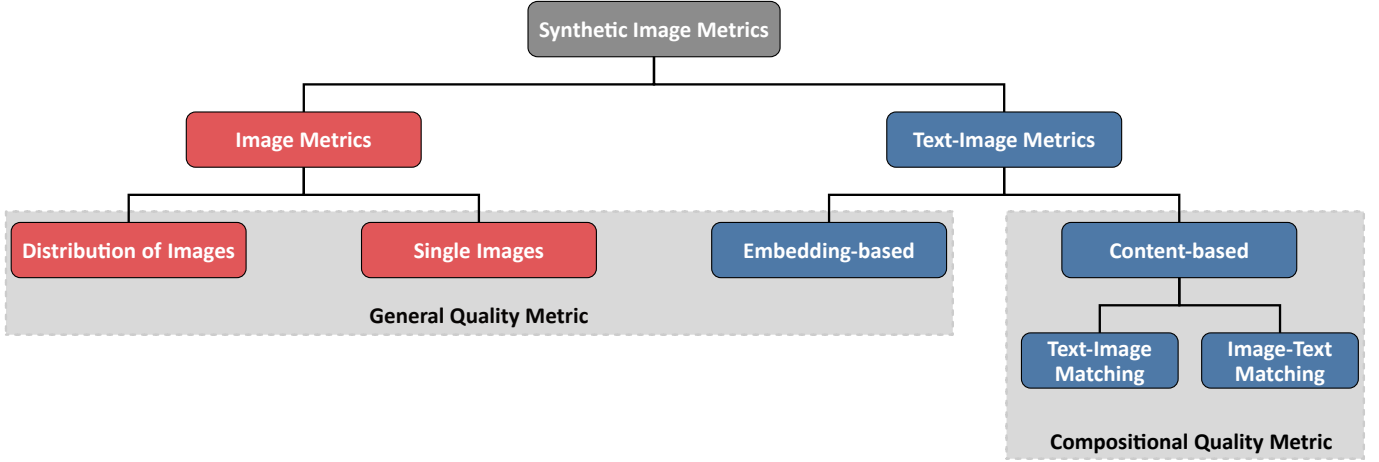 Synthetic Image Metrics
Image Metrics
Text-Image Metrics
Distribution of Images
Single Images
Embedding-based
Content-based
General Quality Metric
Text-Image
Matching
Image-Text
Matching
Compositional Quality Metric